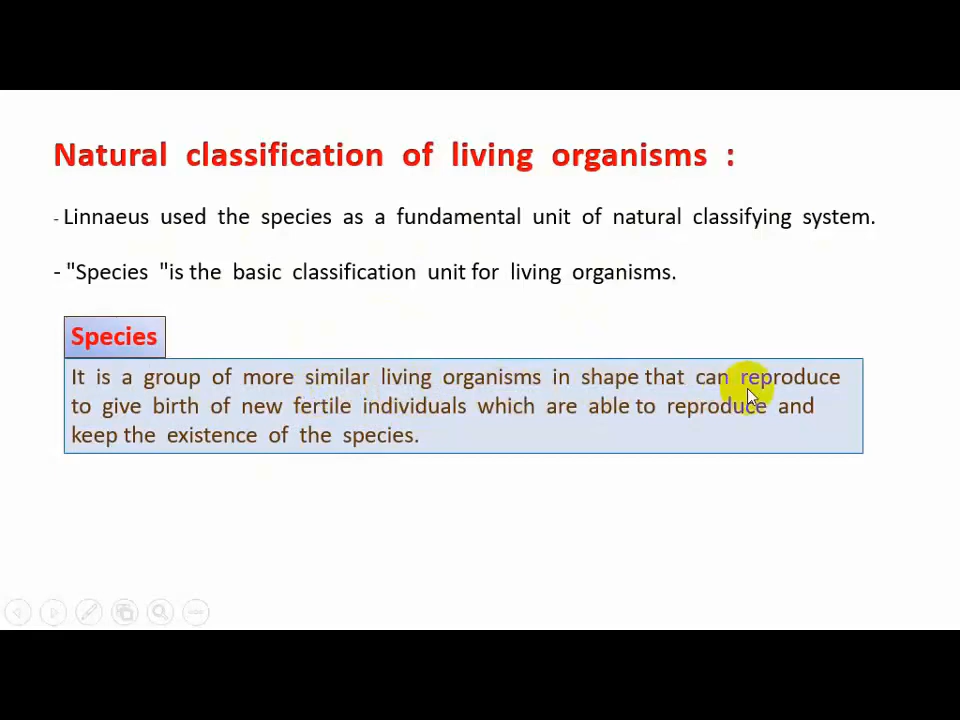 Natural classification of living organisms :
- Linnaeus used the species as a fundamental unit of natural classifying system.
- "Species "is the basic classification unit for living organisms.
Species
It is a group of more similar living organisms in shape that can reproduce
to give birth of new fertile individuals which are able to reproduce and
keep the existence of the species.